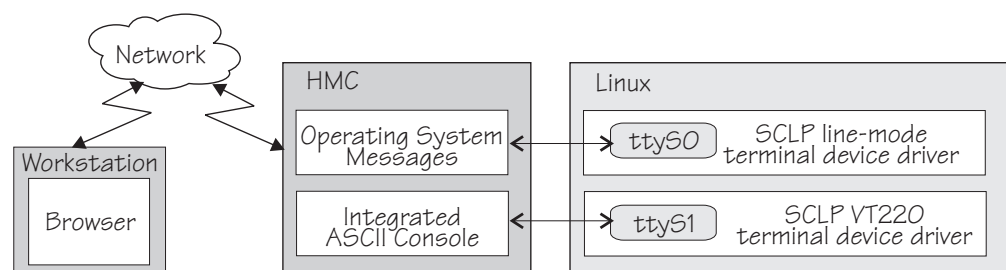 Network
HMC
Linux
Operating System
Messages
ttyS0
SCLP line-mode
terminal device driver
Workstation
Browser
Integrated
ASCII Console
ttyS1
SCLP VT220
terminal device driver